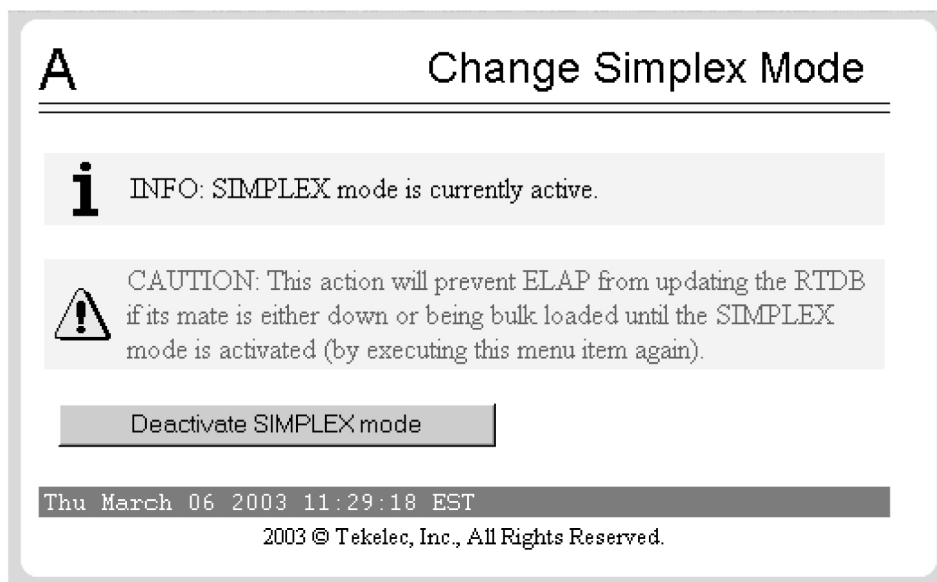 A
Change Simplex Mode
INFO: SIMPLEX mode is currently active.
CAUTION: This action will prevent ELAP from updating the RTDB
if its mate is either down or being bulk loaded until the SIMPLEX
mode is activated (by executing this menu item again).
Deactivate SIMPLEX mode
Thu March 06 2003 11:29:18 EST
2003 © Tekelec, Inc., All Rights Reserved.